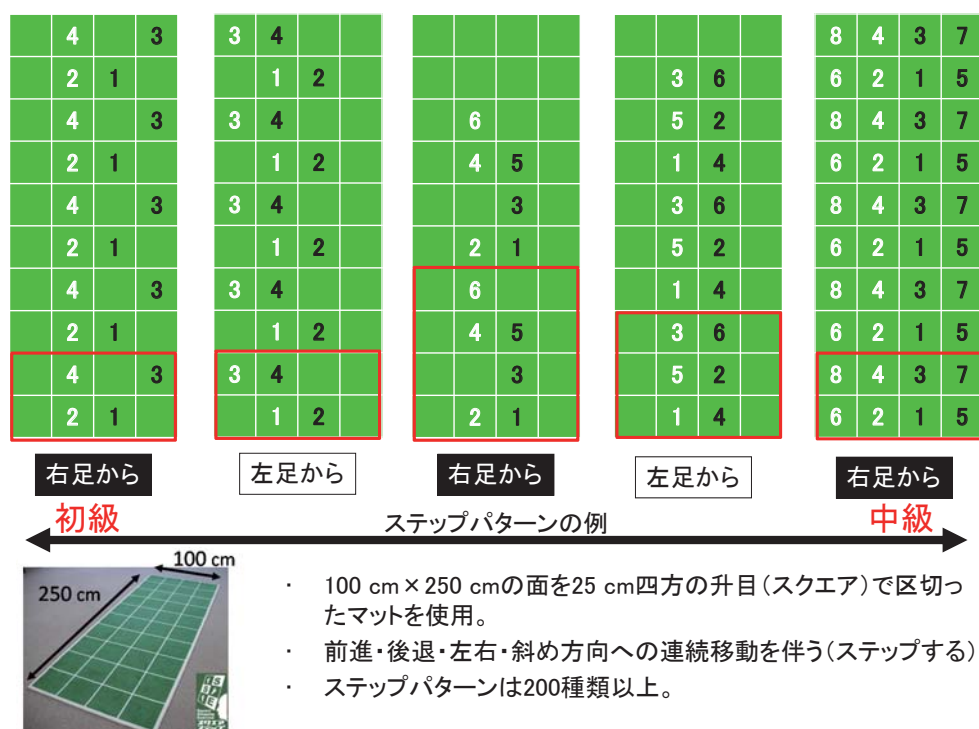 4 3
2 1
4 3
2 1
4 3
2 1
4 3
2 1
4 3
2 1
3 4
1 2
3 4
1 2
3 4
1 2
3 4
1 2
3 4
1 2
6
4 5
3
2 1
6
4 5
3
2 1
3 6
5 2
1 4
3 6
5 2
1 4
3 6
5 2
1 4
8 4 3 7
6 2 1 5
8 4 3 7
6 2 1 5
8 4 3 7
6 2 1 5
8 4 3 7
6 2 1 5
8 4 3 7
6 2 1 5
右足から
左足から
右足から
左足から
右足から
初級
ステップパターンの例
中級
100 cm
250 cm
・ 100 cm×250 cmの面を25 cm四方の升目(スクエア)で区切っ
たマットを使用。
・ 前進・後退・左右・斜め方向への連続移動を伴う(ステップする)
・ ステップパターンは200種類以上。